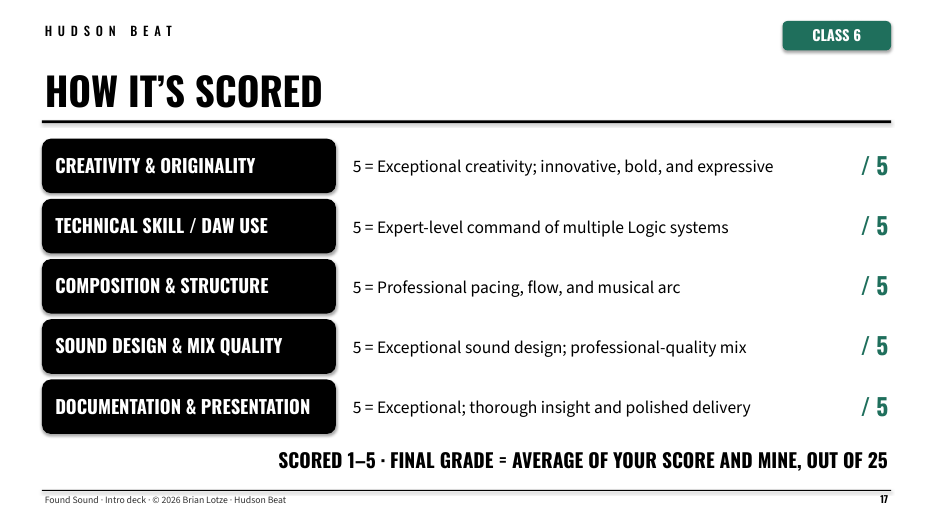 HUDSON BEAT
CLASS 6
HOW IT’S SCORED
CREATIVITY & ORIGINALITY
5 = Exceptional creativity; innovative, bold, and expressive
/ 5
TECHNICAL SKILL / DAW USE
5 = Expert-level command of multiple Logic systems
/ 5
COMPOSITION & STRUCTURE
5 = Professional pacing, flow, and musical arc
/ 5
SOUND DESIGN & MIX QUALITY
5 = Exceptional sound design; professional-quality mix
/ 5
DOCUMENTATION & PRESENTATION
5 = Exceptional; thorough insight and polished delivery
/ 5
SCORED 1–5 · FINAL GRADE = AVERAGE OF YOUR SCORE AND MINE, OUT OF 25
Found Sound · Intro deck · © 2026 Brian Lotze · Hudson Beat
17